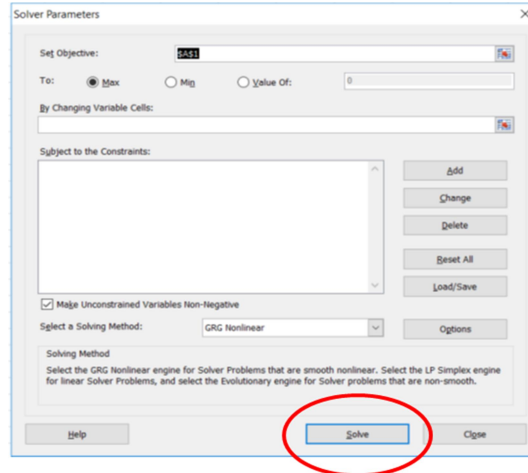 Solver Parameters
Set Objective:
$A$1
To:
Max
Min
Value Of:
0
By Changing Variable Cells:
Subject to the Constraints:
Add
Change
Delete
Reset All
Load/Save
Make Unconstrained Variables Non-Negative
Select a Solving Method:
GRG Nonlinear
Options
Solving Method
Select the GRG Nonlinear engine for Solver Problems that are smooth nonlinear. Select the LP Simplex engine
for linear Solver Problems, and select the Evolutionary engine for Solver problems that are non-smooth.
Help
Solve
Close